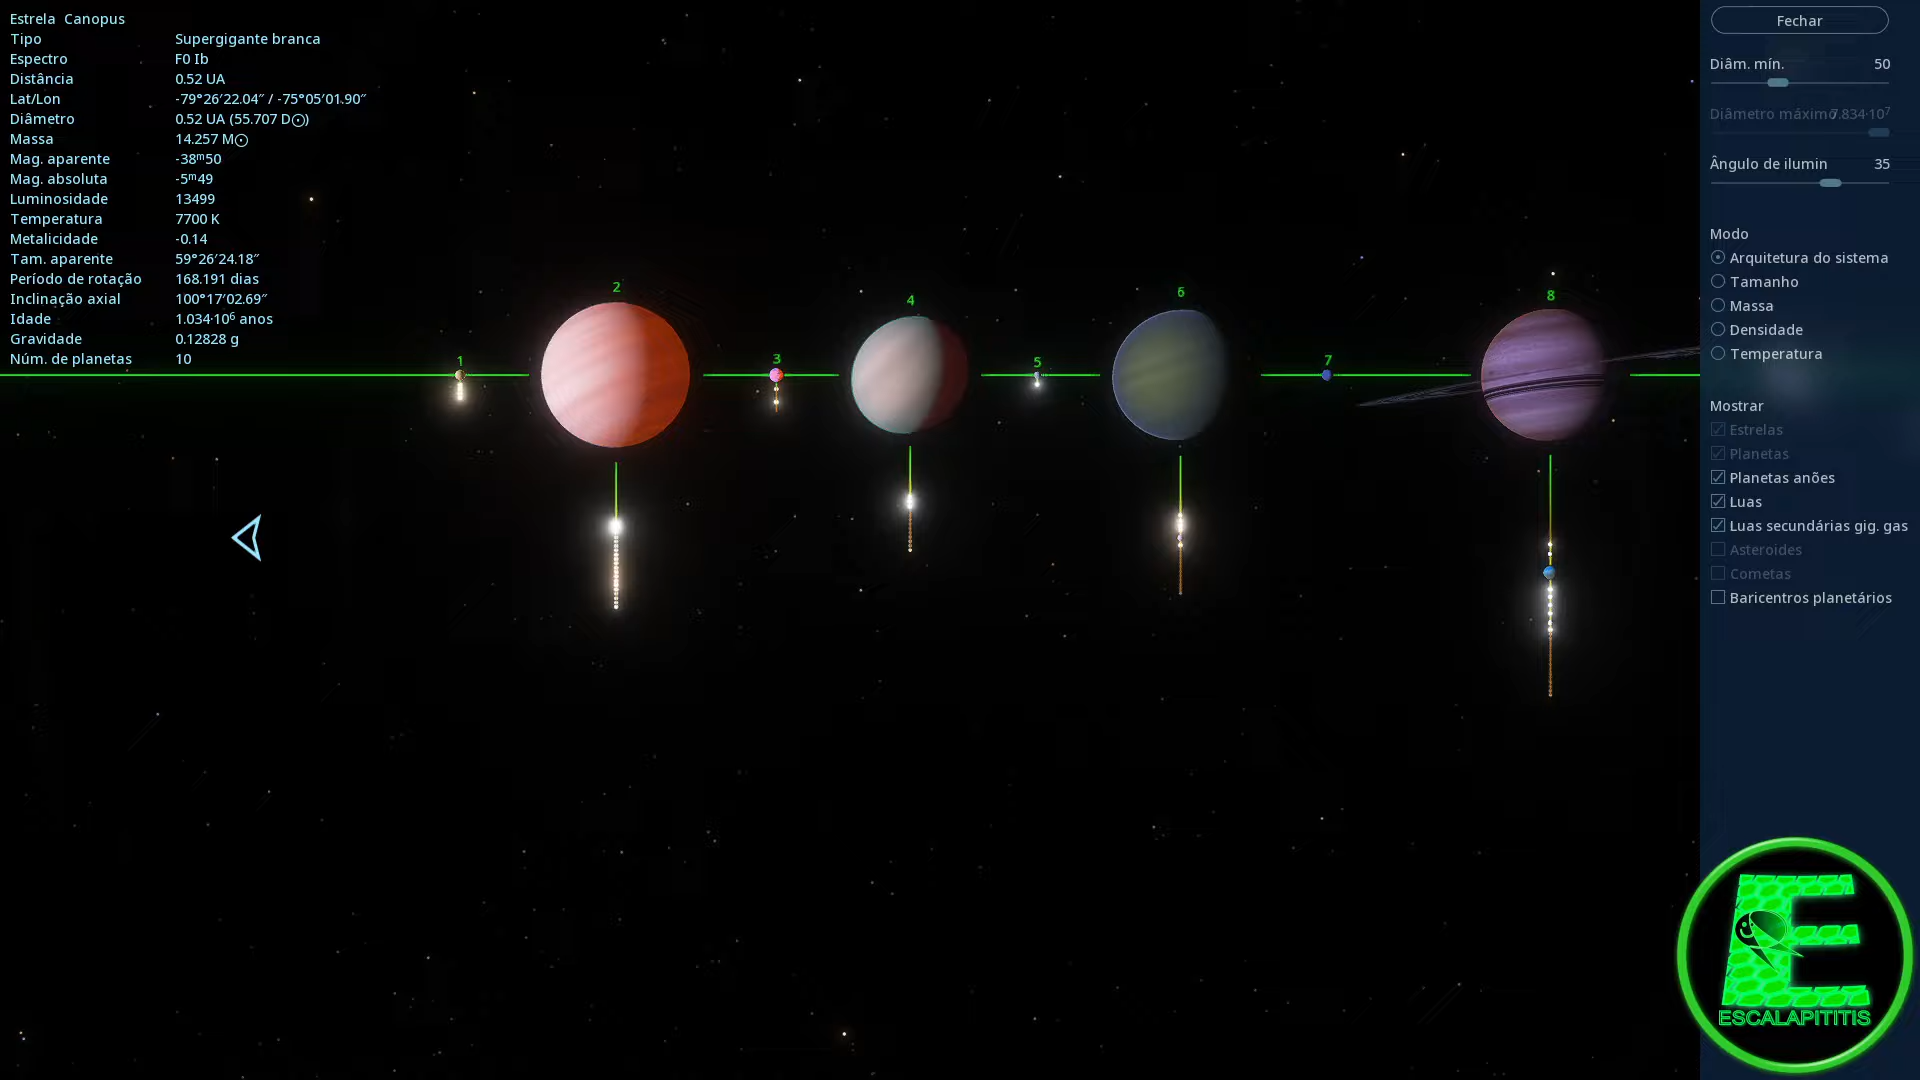 Estrela Canopus
Tipo Supergigante branca
Espectro F0 Ib
Distância 0.52 UA
Lat/Lon -79°26′22.04″ / -75°05′01.90″
Diâmetro 0.52 UA (55.707 D☉)
Massa 14.257 M☉
Mag. aparente -38ᵐ50
Mag. absoluta -5ᵐ49
Luminosidade 13499
Temperatura 7700 K
Metalicidade -0.14
Tam. aparente 59°26′24.18″
Período de rotação 168.191 dias
Inclinação axial 100°17′02.69″
Idade 1.034·10⁶ anos
Gravidade 0.12828 g
Núm. de planetas 10
1
2
3
4
5
6
7
8
Fechar
Diâm. mín. 50
Diâmetro máximo 7.834·10⁷
Ângulo de ilumin 35
Modo
Arquitetura do sistema
Tamanho
Massa
Densidade
Temperatura
Mostrar
Estrelas
Planetas
Planetas anões
Luas
Luas secundárias gig. gas
Asteroides
Cometas
Baricentros planetários
E
ESCALAPITITIS